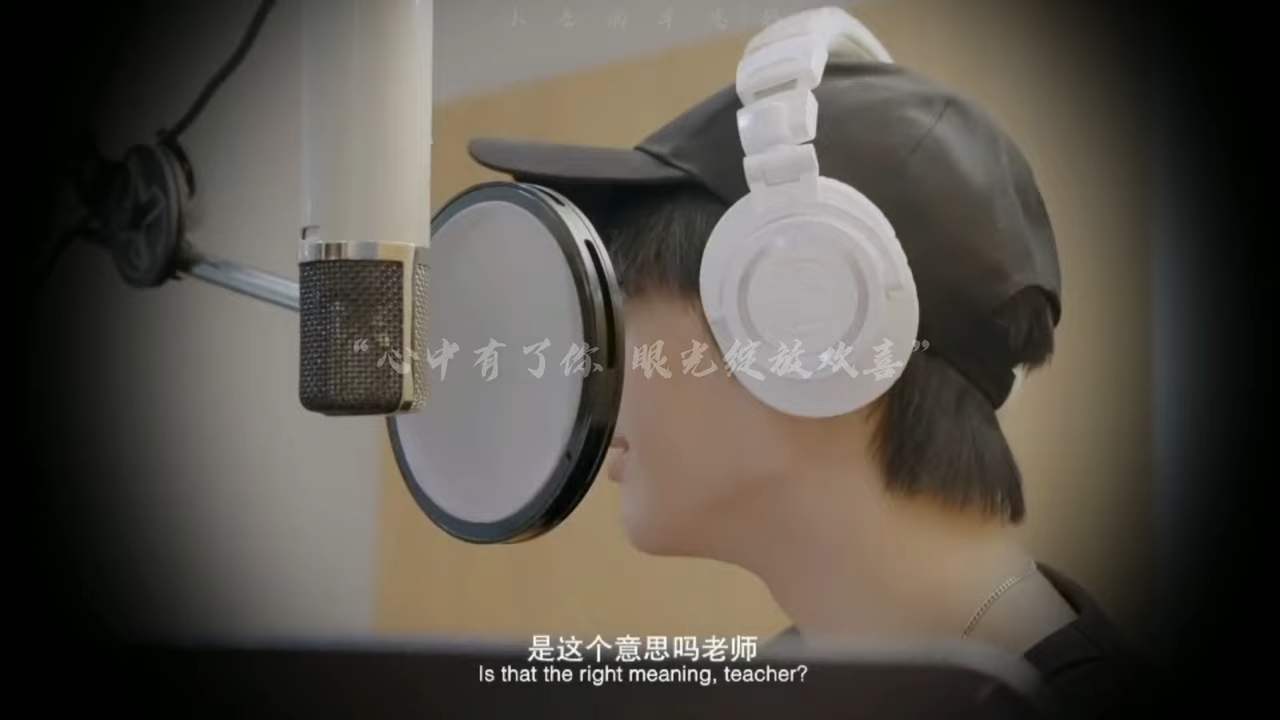 “心中有了你 眼光绽放欢喜”
是这个意思吗老师
Is that the right meaning, teacher?